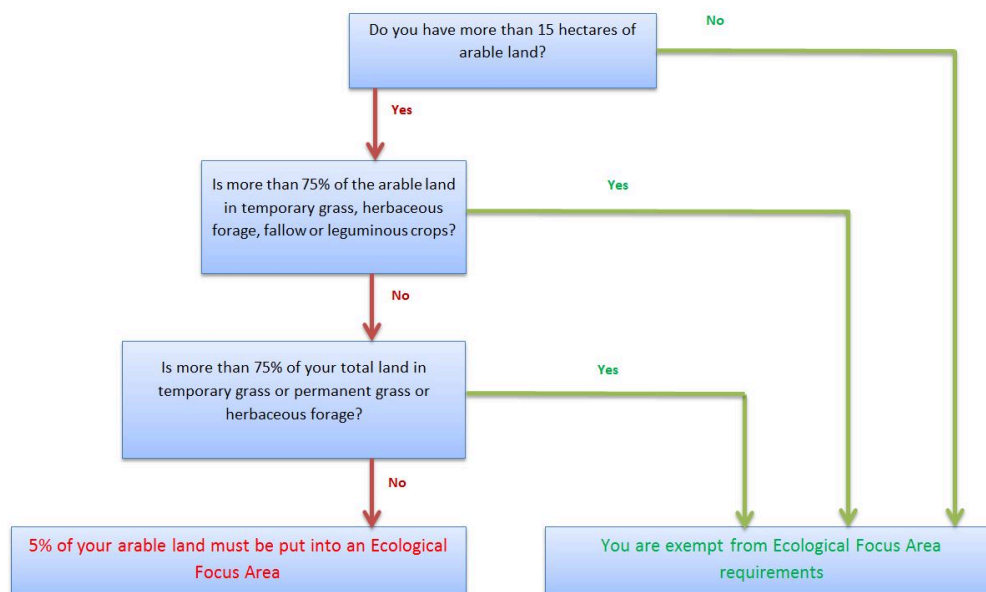 Do you have more than 15 hectares of
arable land?
No
Yes
Is more than 75% of the arable land
in temporary grass, herbaceous
forage, fallow or leguminous crops?
Yes
No
Is more than 75% of your total land in
temporary grass or permanent grass or
herbaceous forage?
Yes
No
5% of your arable land must be put into an Ecological
Focus Area
You are exempt from Ecological Focus Area
requirements